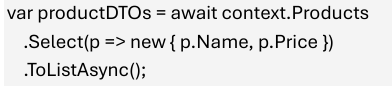 var productDTOs = await context.Products
.Select(p => new { p.Name, p.Price })
.ToListAsync();